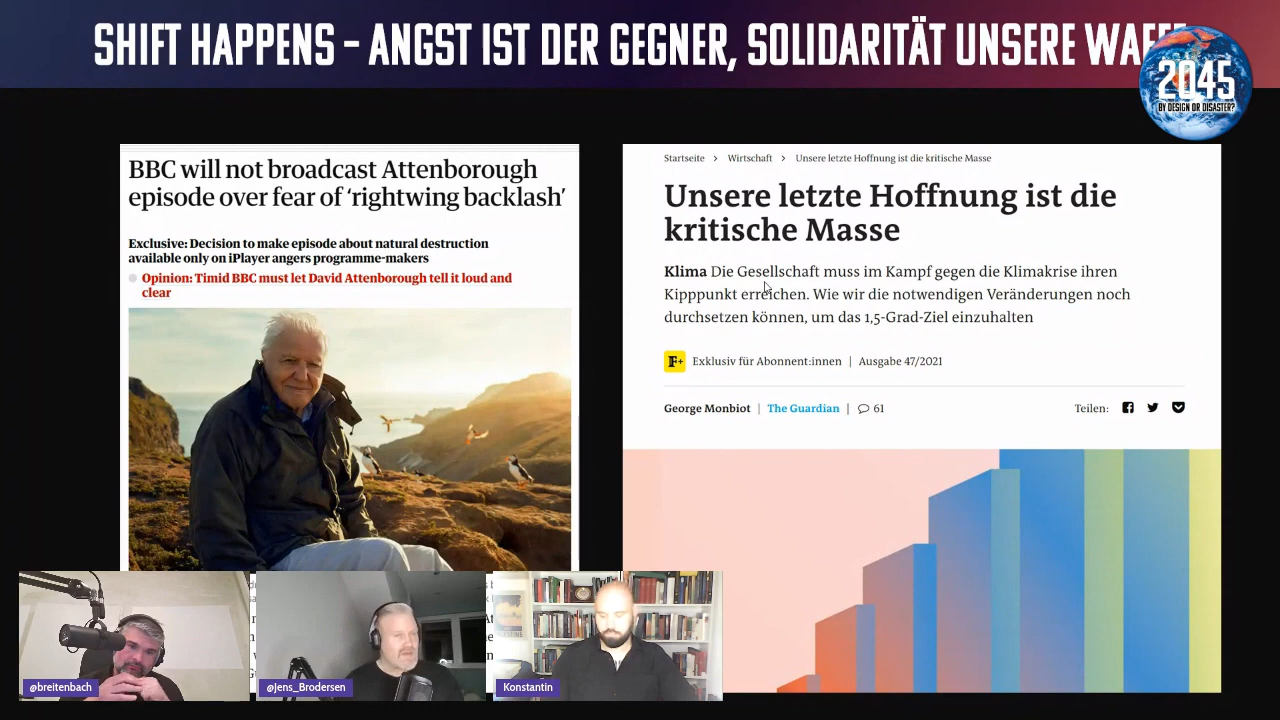 SHIFT HAPPENS - ANGST IST DER GEGNER, SOLIDARITÄT UNSERE
2045
BY DESIGN OR DISASTER?
BBC will not broadcast Attenborough
episode over fear of ‘rightwing backlash’
Exclusive: Decision to make episode about natural destruction
available only on iPlayer angers programme-makers
Opinion: Timid BBC must let David Attenborough tell it loud and
clear
Startseite > Wirtschaft > Unsere letzte Hoffnung ist die kritische Masse
Unsere letzte Hoffnung ist die
kritische Masse
Klima Die Gesellschaft muss im Kampf gegen die Klimakrise ihren
Kipppunkt erreichen. Wie wir die notwendigen Veränderungen noch
durchsetzen können, um das 1,5-Grad-Ziel einzuhalten
F+ Exklusiv für Abonnent:innen | Ausgabe 47/2021
George Monbiot | The Guardian | 61
Teilen:
@breitenbach
@Jens_Brodersen
Konstantin